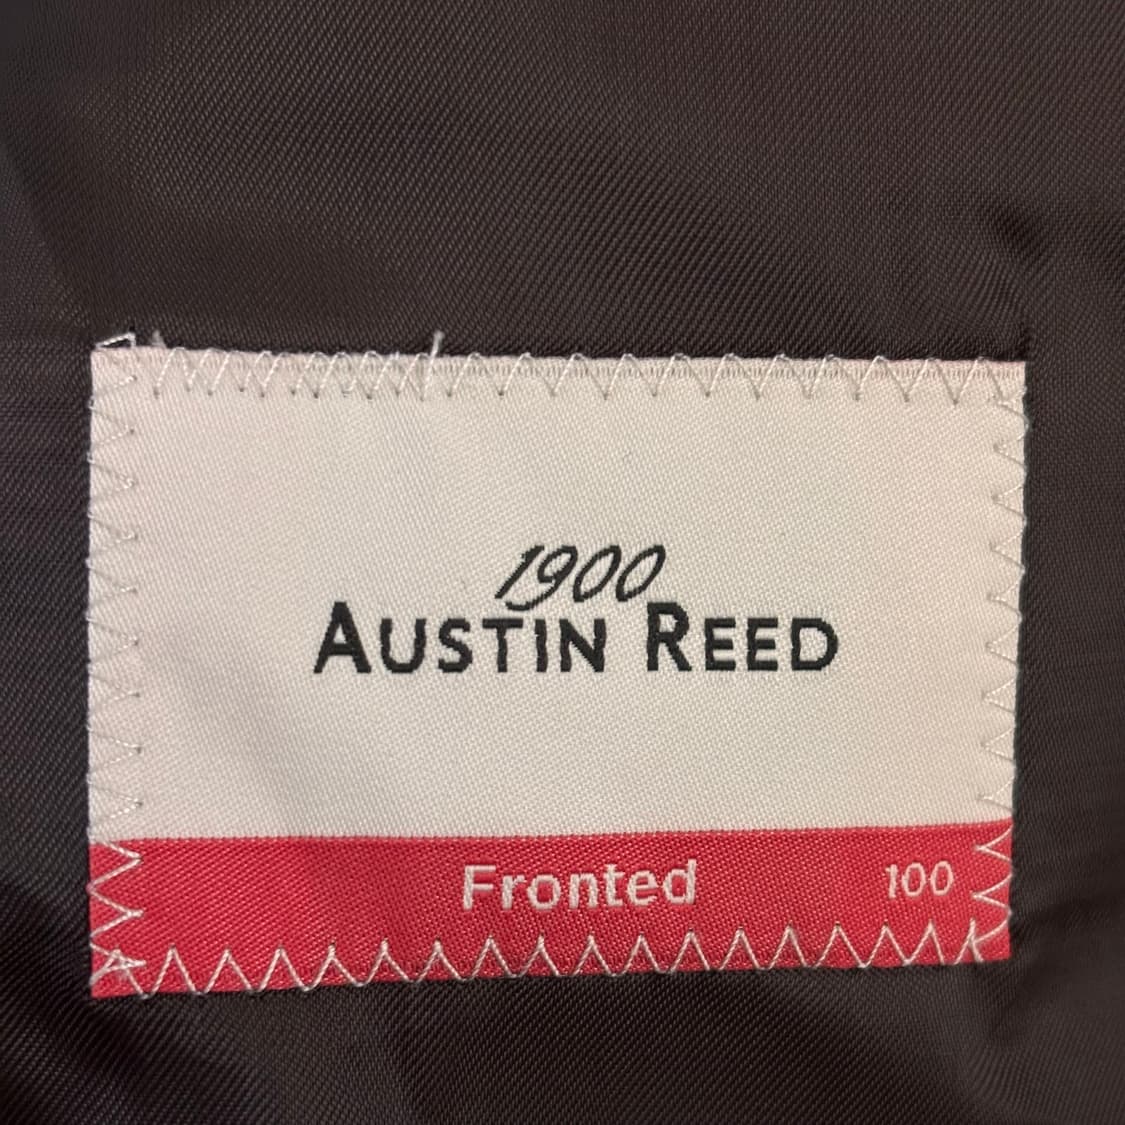 1900
AUSTIN REED
Fronted 100